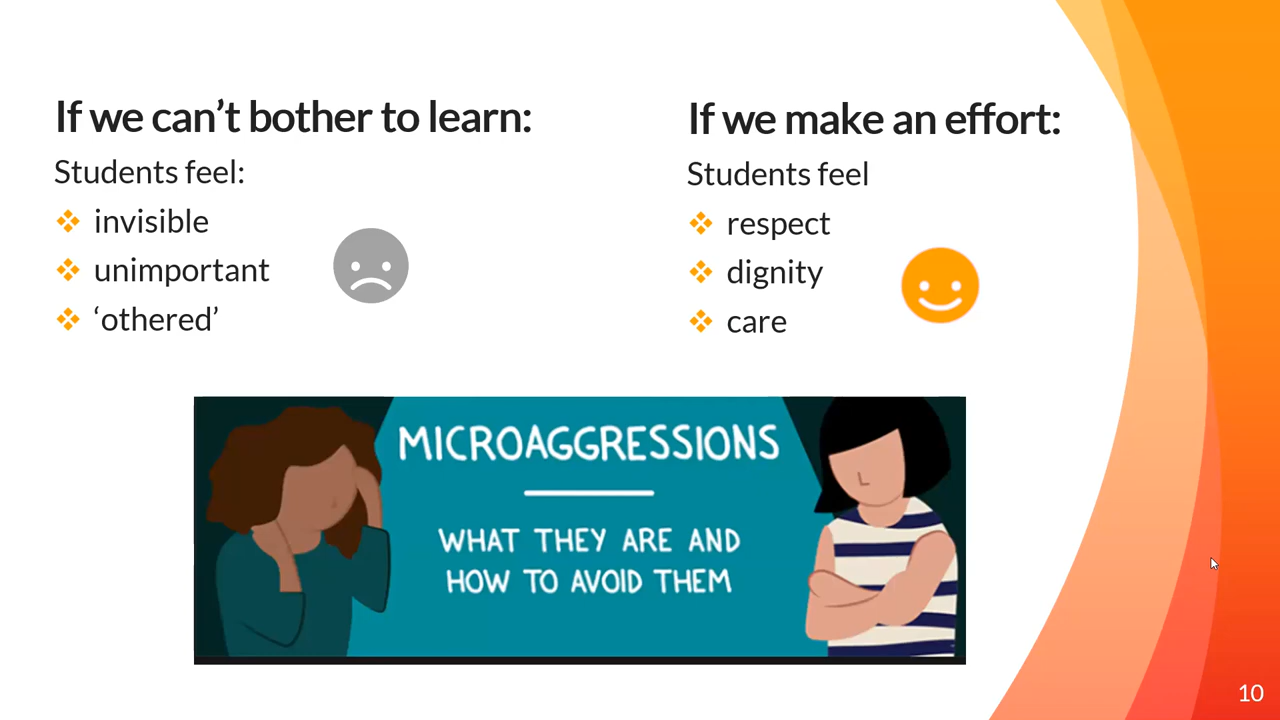 If we can’t bother to learn:
Students feel:
invisible
unimportant
‘othered’
If we make an effort:
Students feel
respect
dignity
care
MICROAGGRESSIONS
WHAT THEY ARE AND
HOW TO AVOID THEM
10